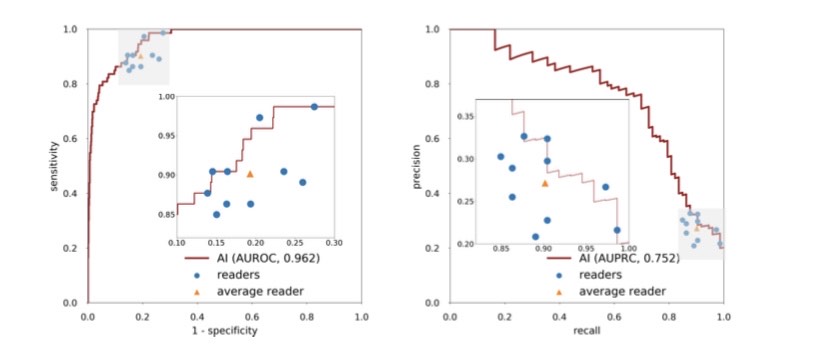 1.0
0.8
0.6
0.4
0.2
0.0
sensitivity
1.00
0.95
0.90
0.85
0.10 0.15 0.20 0.25 0.30
AI (AUROC, 0.962)
readers
average reader
0.0 0.2 0.4 0.6 0.8 1.0
1 - specificity
1.0
0.8
0.6
0.4
0.2
0.0
precision
0.35
0.30
0.25
0.20
0.85 0.90 0.95 1.00
AI (AUPRC, 0.752)
readers
average reader
0.0 0.2 0.4 0.6 0.8 1.0
recall